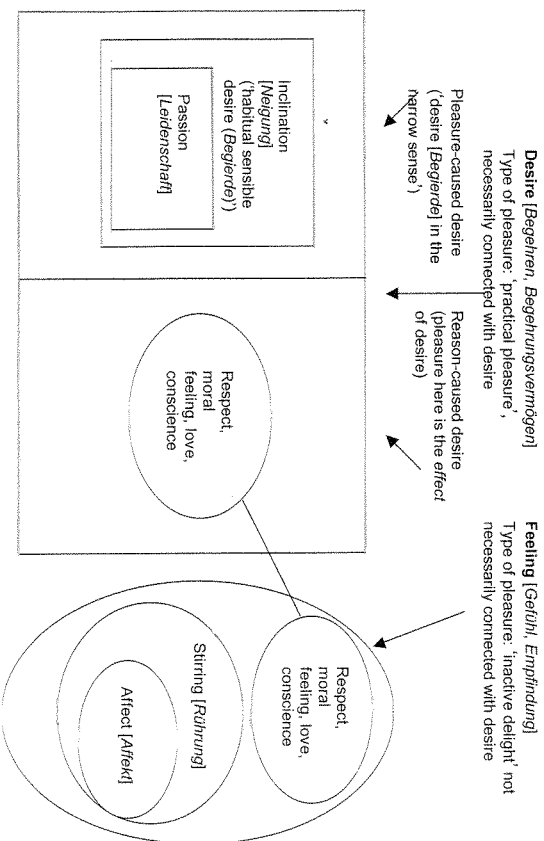 Desire [Begehren, Begehrungsvermögen]
Type of pleasure: 'practical pleasure',
necessarily connected with desire
Feeling [Gefühl, Empfindung]
Type of pleasure: 'inactive delight' not
necessarily connected with desire
Pleasure-caused desire
('desire [Begierde] in the
narrow sense')
Reason-caused desire
(pleasure here is the effect
of desire)
Inclination
[Neigung]
('habitual sensible
desire (Begierde)')
Passion
[Leidenschaft]
Respect,
moral
feeling, love,
conscience
Respect,
moral
feeling, love,
conscience
Stirring [Rührung]
Affect [Affekt]